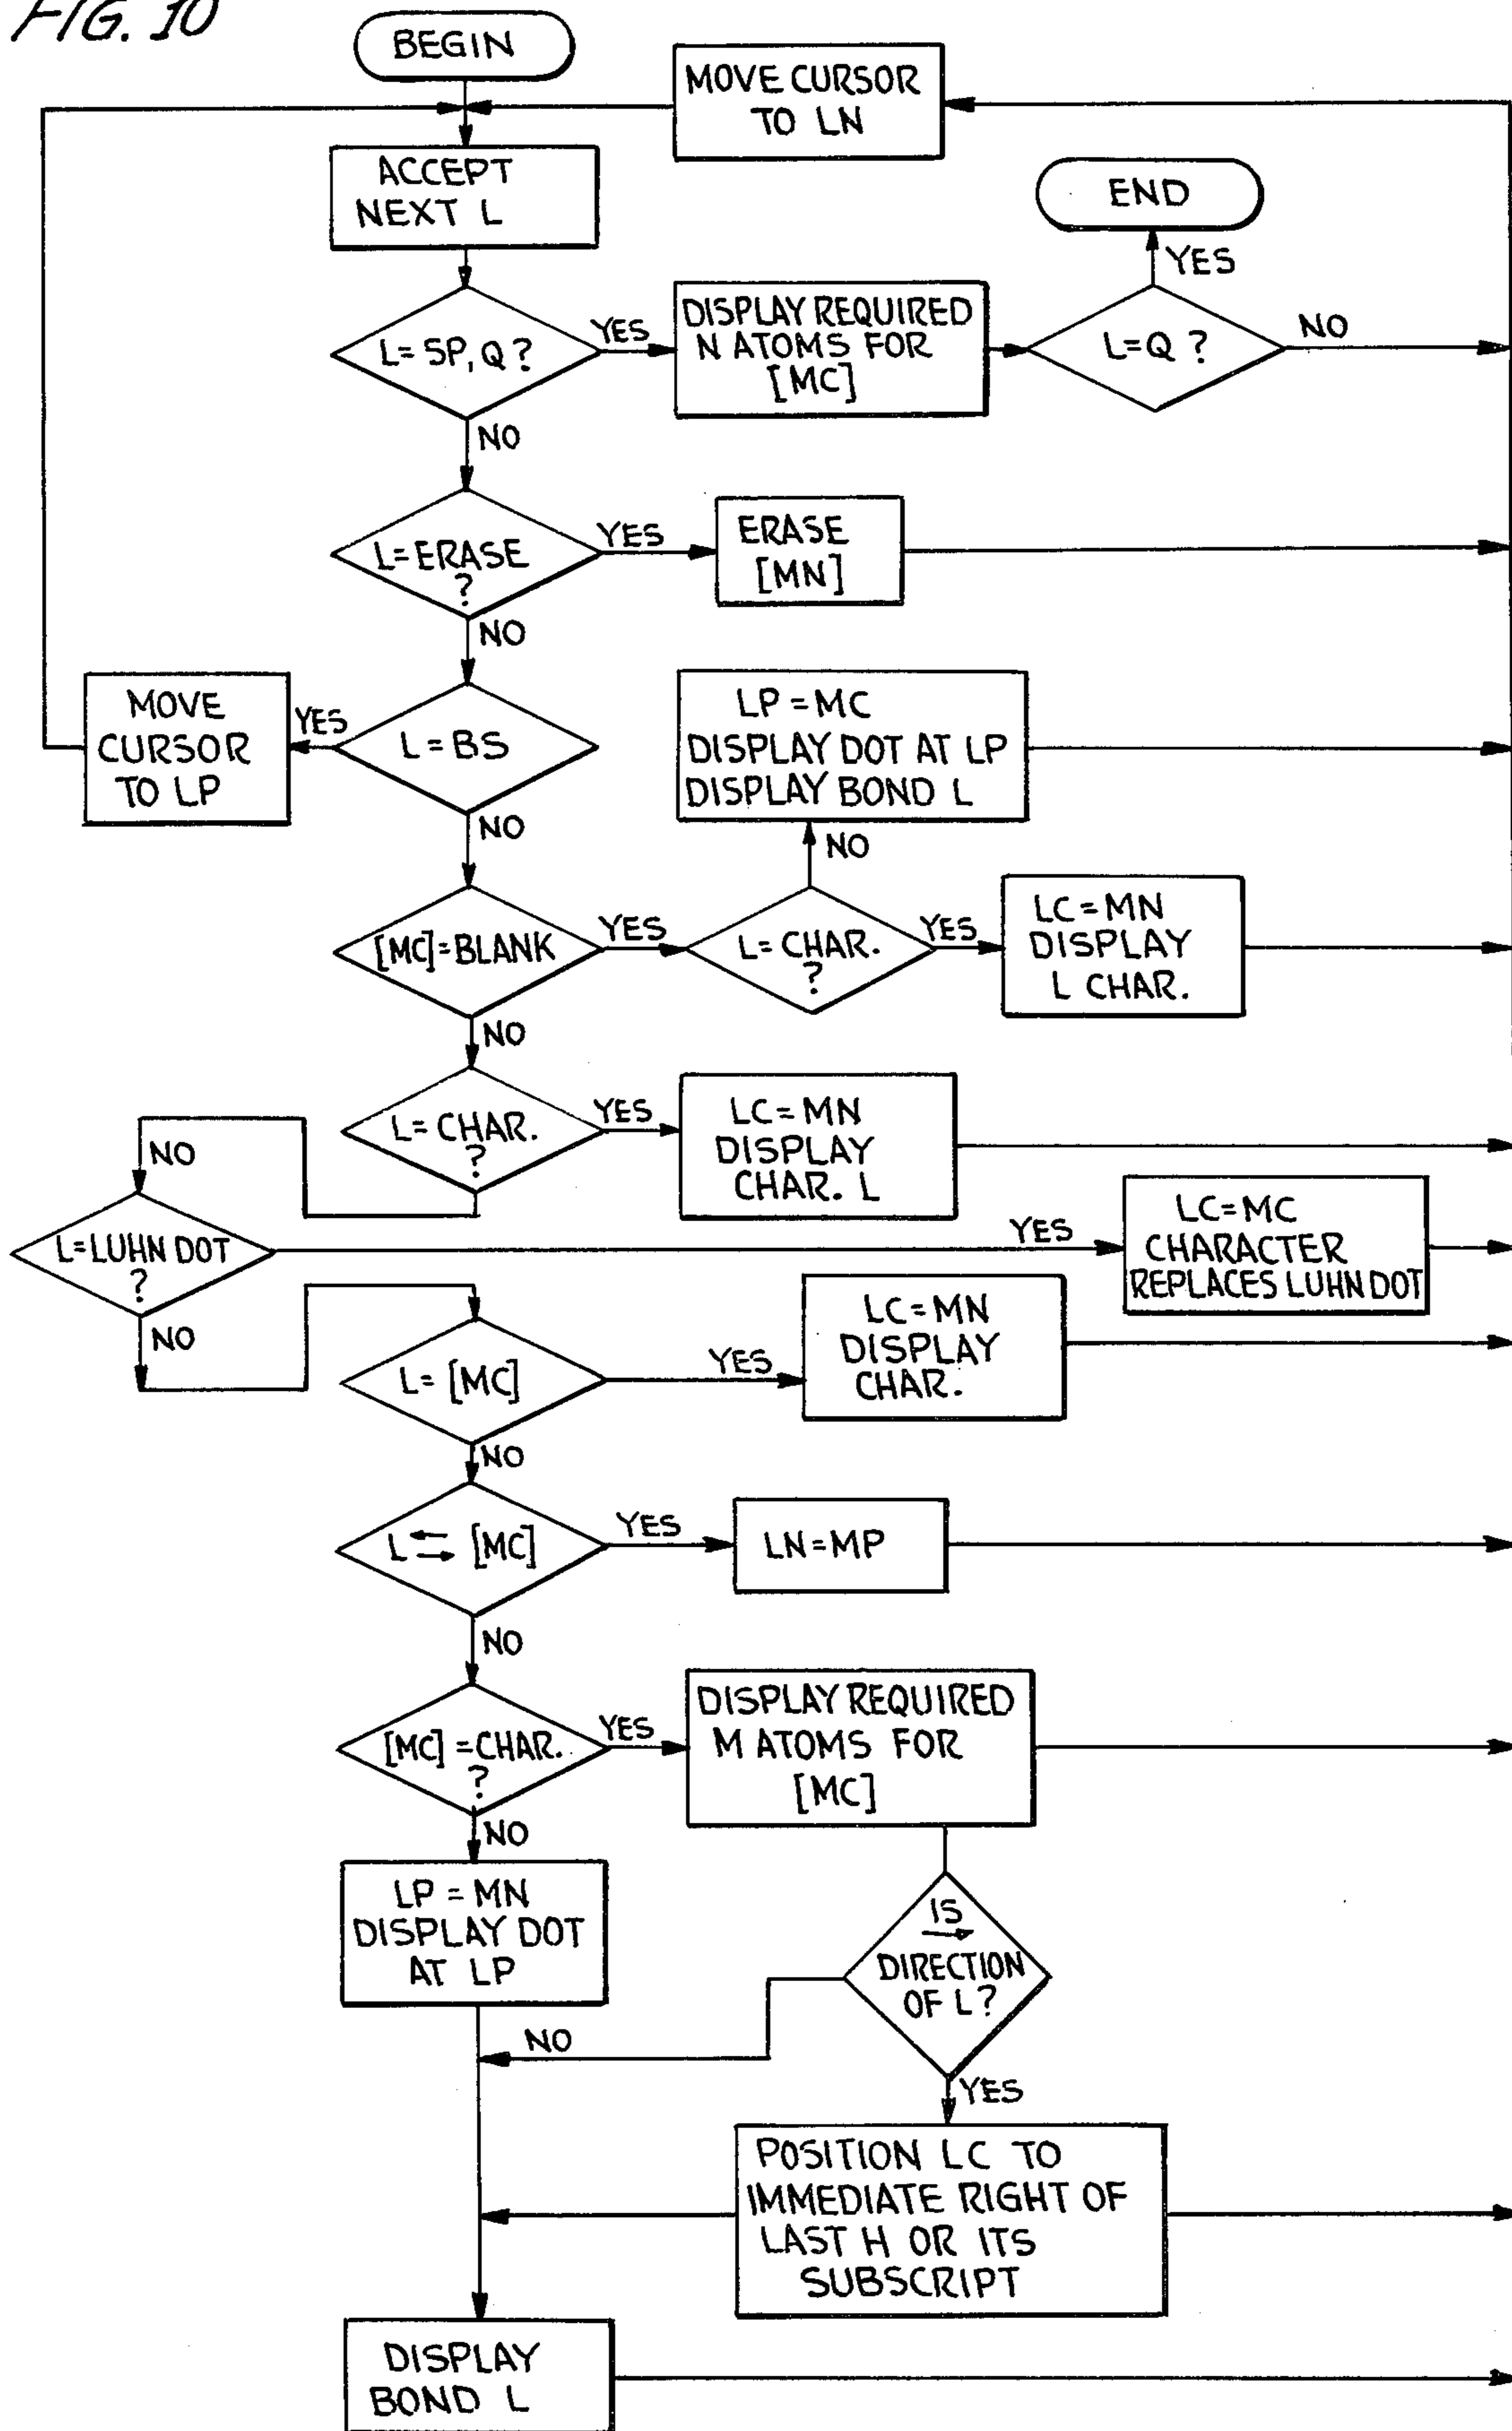 FIG. 10
BEGIN
MOVE CURSOR
TO LN
ACCEPT
NEXT L
END
YES
L=SP,Q?
YES
DISPLAY REQUIRED
N ATOMS FOR
[MC]
L=Q ?
NO
NO
L=ERASE
?
YES
ERASE
[MN]
NO
MOVE
CURSOR
TO LP
YES
L=BS
LP=MC
DISPLAY DOT AT LP
DISPLAY BOND L
NO
NO
[MC]=BLANK
YES
L=CHAR.
?
YES
LC=MN
DISPLAY
L CHAR.
NO
L=CHAR.
?
YES
LC=MN
DISPLAY
CHAR. L
NO
L=LUHN DOT
?
YES
LC=MC
CHARACTER
REPLACES LUHN DOT
NO
L=[MC]
YES
LC=MN
DISPLAY
CHAR.
NO
L⇆[MC]
YES
LN=MP
NO
[MC]=CHAR.
?
YES
DISPLAY REQUIRED
M ATOMS FOR
[MC]
NO
LP=MN
DISPLAY DOT
AT LP
IS
→
DIRECTION
OF L?
NO
YES
POSITION LC TO
IMMEDIATE RIGHT OF
LAST H OR ITS
SUBSCRIPT
DISPLAY
BOND L